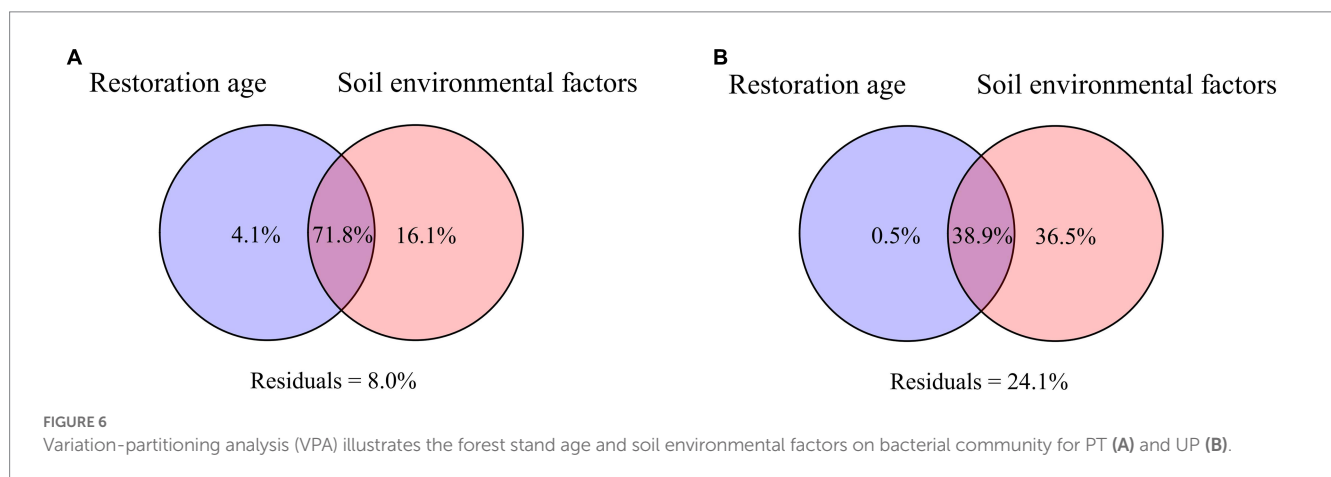 A
Restoration age
Soil environmental factors
4.1%
71.8%
16.1%
Residuals = 8.0%
B
Restoration age
Soil environmental factors
0.5%
38.9%
36.5%
Residuals = 24.1%
FIGURE 6
Variation-partitioning analysis (VPA) illustrates the forest stand age and soil environmental factors on bacterial community for PT (A) and UP (B).